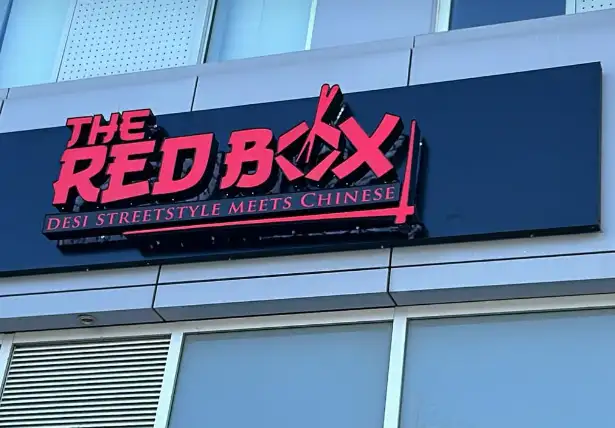 THE
RED BOX
DESI STREETSTYLE MEETS CHINESE